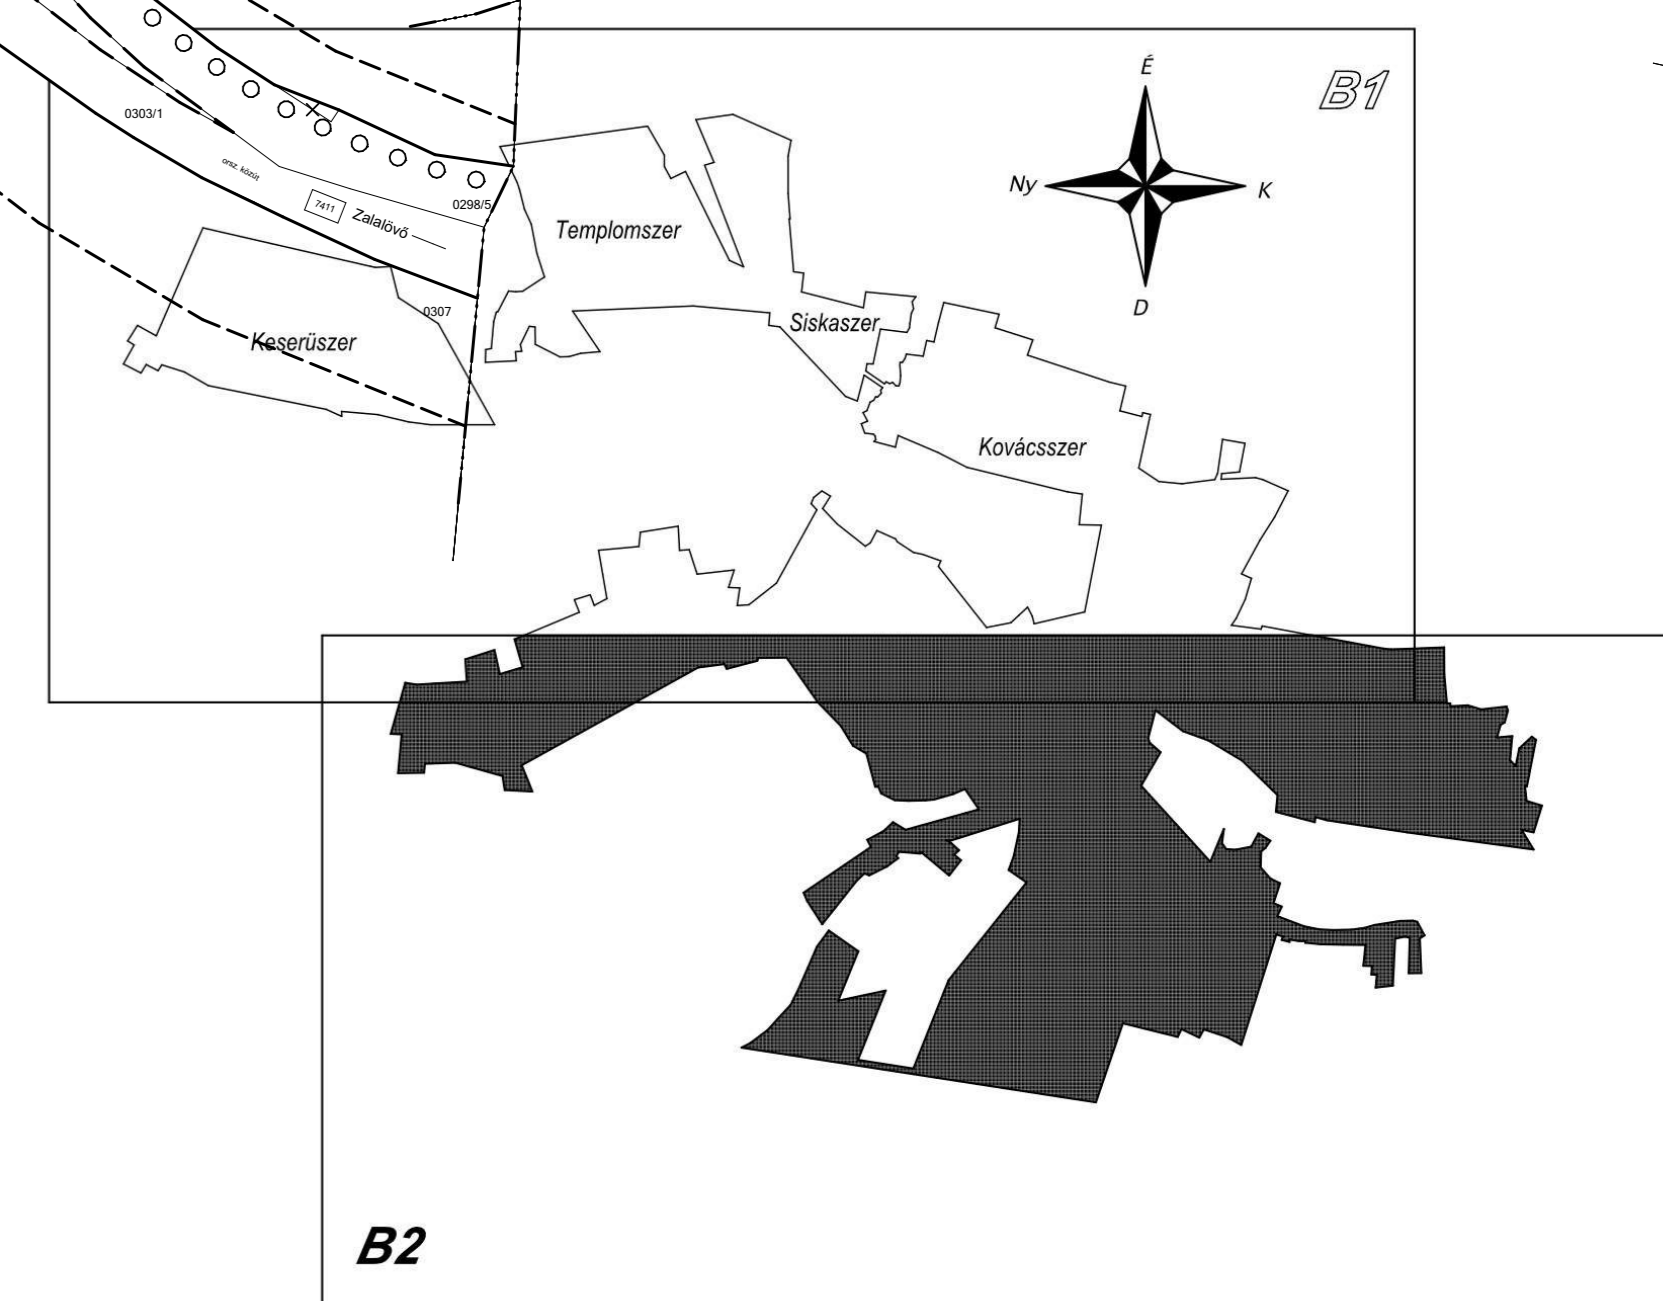 É
B1
0303/1
orsz. közút
7411
Zalalövő
0298/5
Ny
K
Templomszer
D
0307
Siskaszer
Keserüszer
Kovácsszer
B2